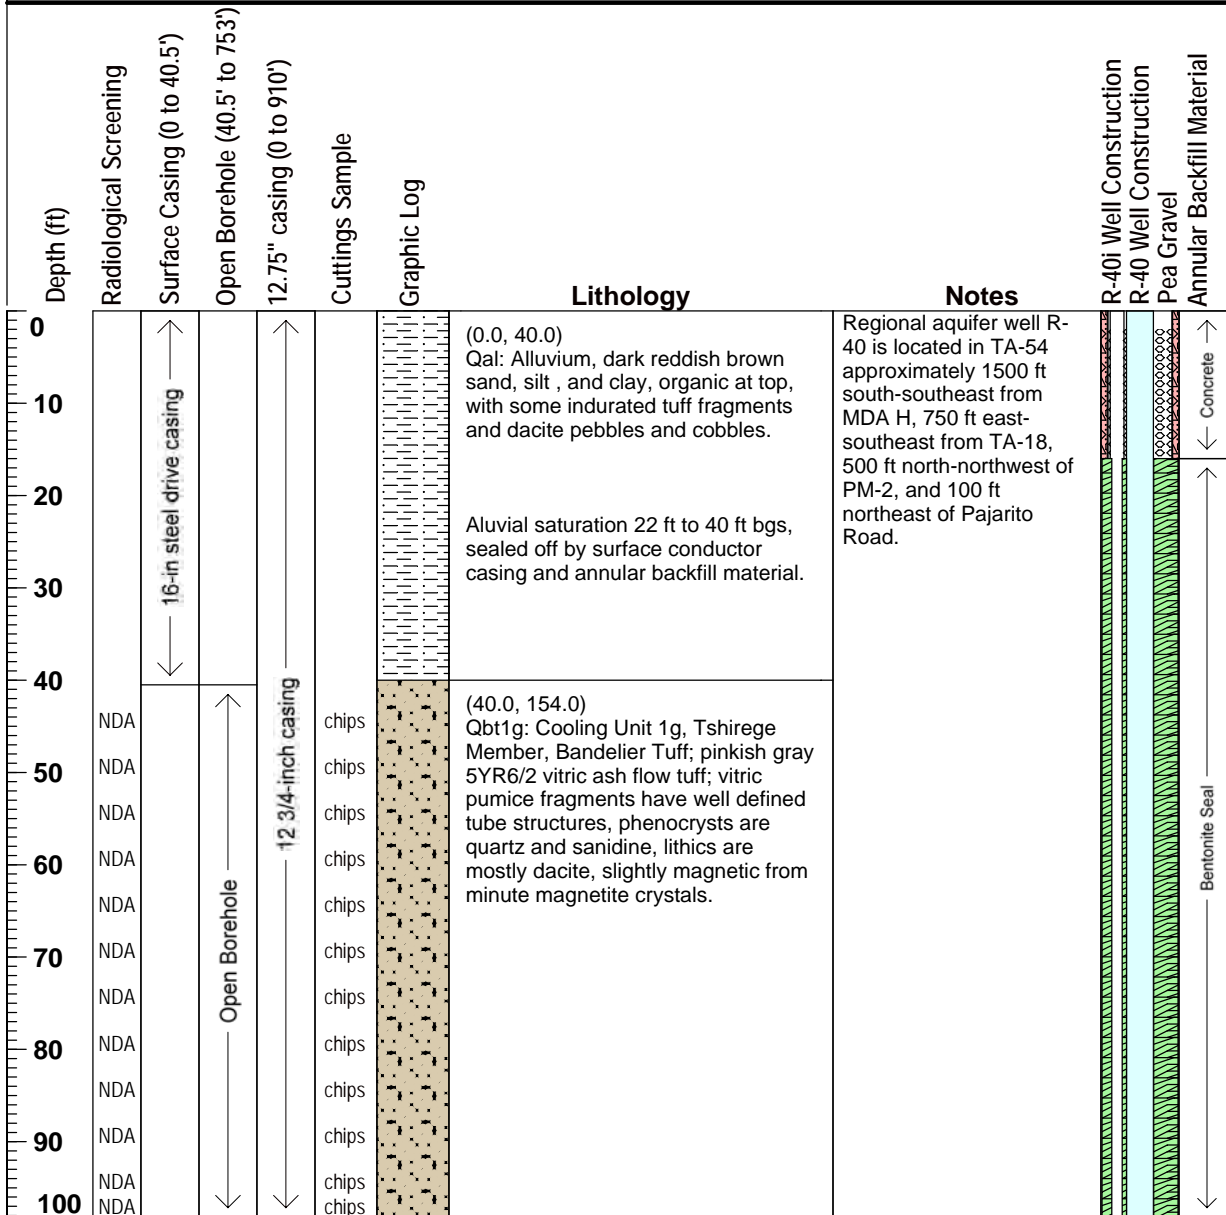 Depth (ft)
Radiological Screening
Surface Casing (0 to 40.5')
Open Borehole (40.5' to 753')
12.75" casing (0 to 910')
Cuttings Sample
Graphic Log
Lithology
Notes
R-40i Well Construction
R-40 Well Construction
Pea Gravel
Annular Backfill Material
0
10
20
30
40
50
60
70
80
90
100
NDA
NDA
NDA
NDA
NDA
NDA
NDA
NDA
NDA
NDA
NDA
NDA
16-in steel drive casing
Open Borehole
12 3/4-inch casing
chips
chips
chips
chips
chips
chips
chips
chips
chips
chips
chips
chips
(0.0, 40.0)
Qal: Alluvium, dark reddish brown
sand, silt , and clay, organic at top,
with some indurated tuff fragments
and dacite pebbles and cobbles.
Aluvial saturation 22 ft to 40 ft bgs,
sealed off by surface conductor
casing and annular backfill material.
(40.0, 154.0)
Qbt1g: Cooling Unit 1g, Tshirege
Member, Bandelier Tuff; pinkish gray
5YR6/2 vitric ash flow tuff; vitric
pumice fragments have well defined
tube structures, phenocrysts are
quartz and sanidine, lithics are
mostly dacite, slightly magnetic from
minute magnetite crystals.
Regional aquifer well R-
40 is located in TA-54
approximately 1500 ft
south-southeast from
MDA H, 750 ft east-
southeast from TA-18,
500 ft north-northwest of
PM-2, and 100 ft
northeast of Pajarito
Road.
Concrete
Bentonite Seal